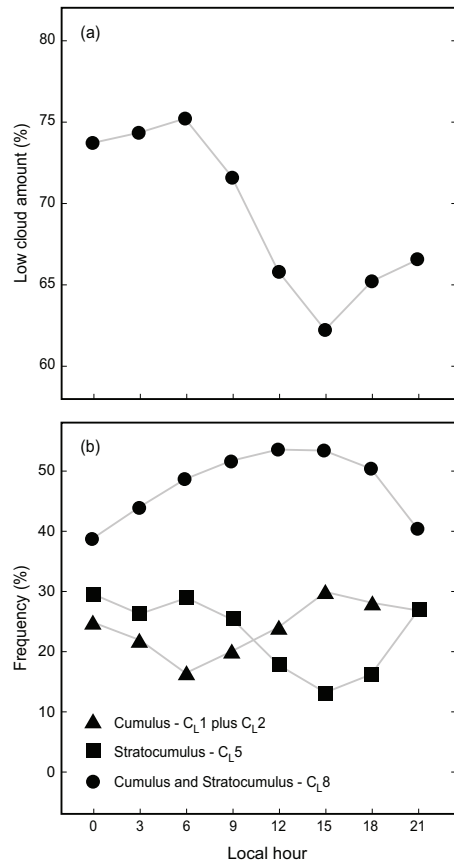 (a)
80
75
70
65
60
Low cloud amount (%)
(b)
50
40
30
20
10
0
Frequency (%)
Cumulus - CL1 plus CL2
Stratocumulus - CL5
Cumulus and Stratocumulus - CL8
0 3 6 9 12 15 18 21
Local hour